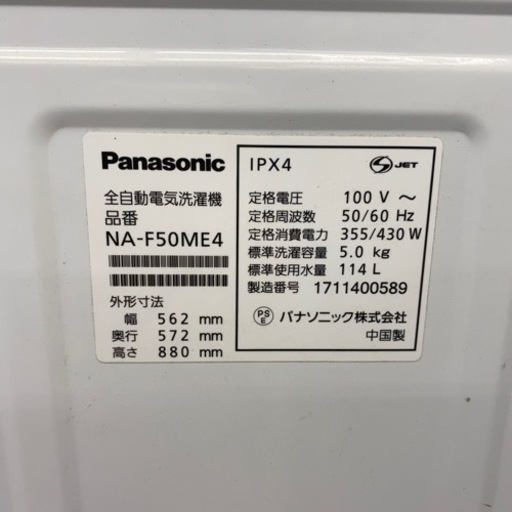 Panasonic
全自動電気洗濯機
品番
NA-F50ME4
外形寸法
幅 562 mm
奥行 572 mm
高さ 880 mm
IPX4
S JET
定格電圧 100 V ～
定格周波数 50/60 Hz
定格消費電力 355/430 W
標準洗濯容量 5.0 kg
標準使用水量 114 L
製造番号 1711400589
PS E パナソニック株式会社
中国製